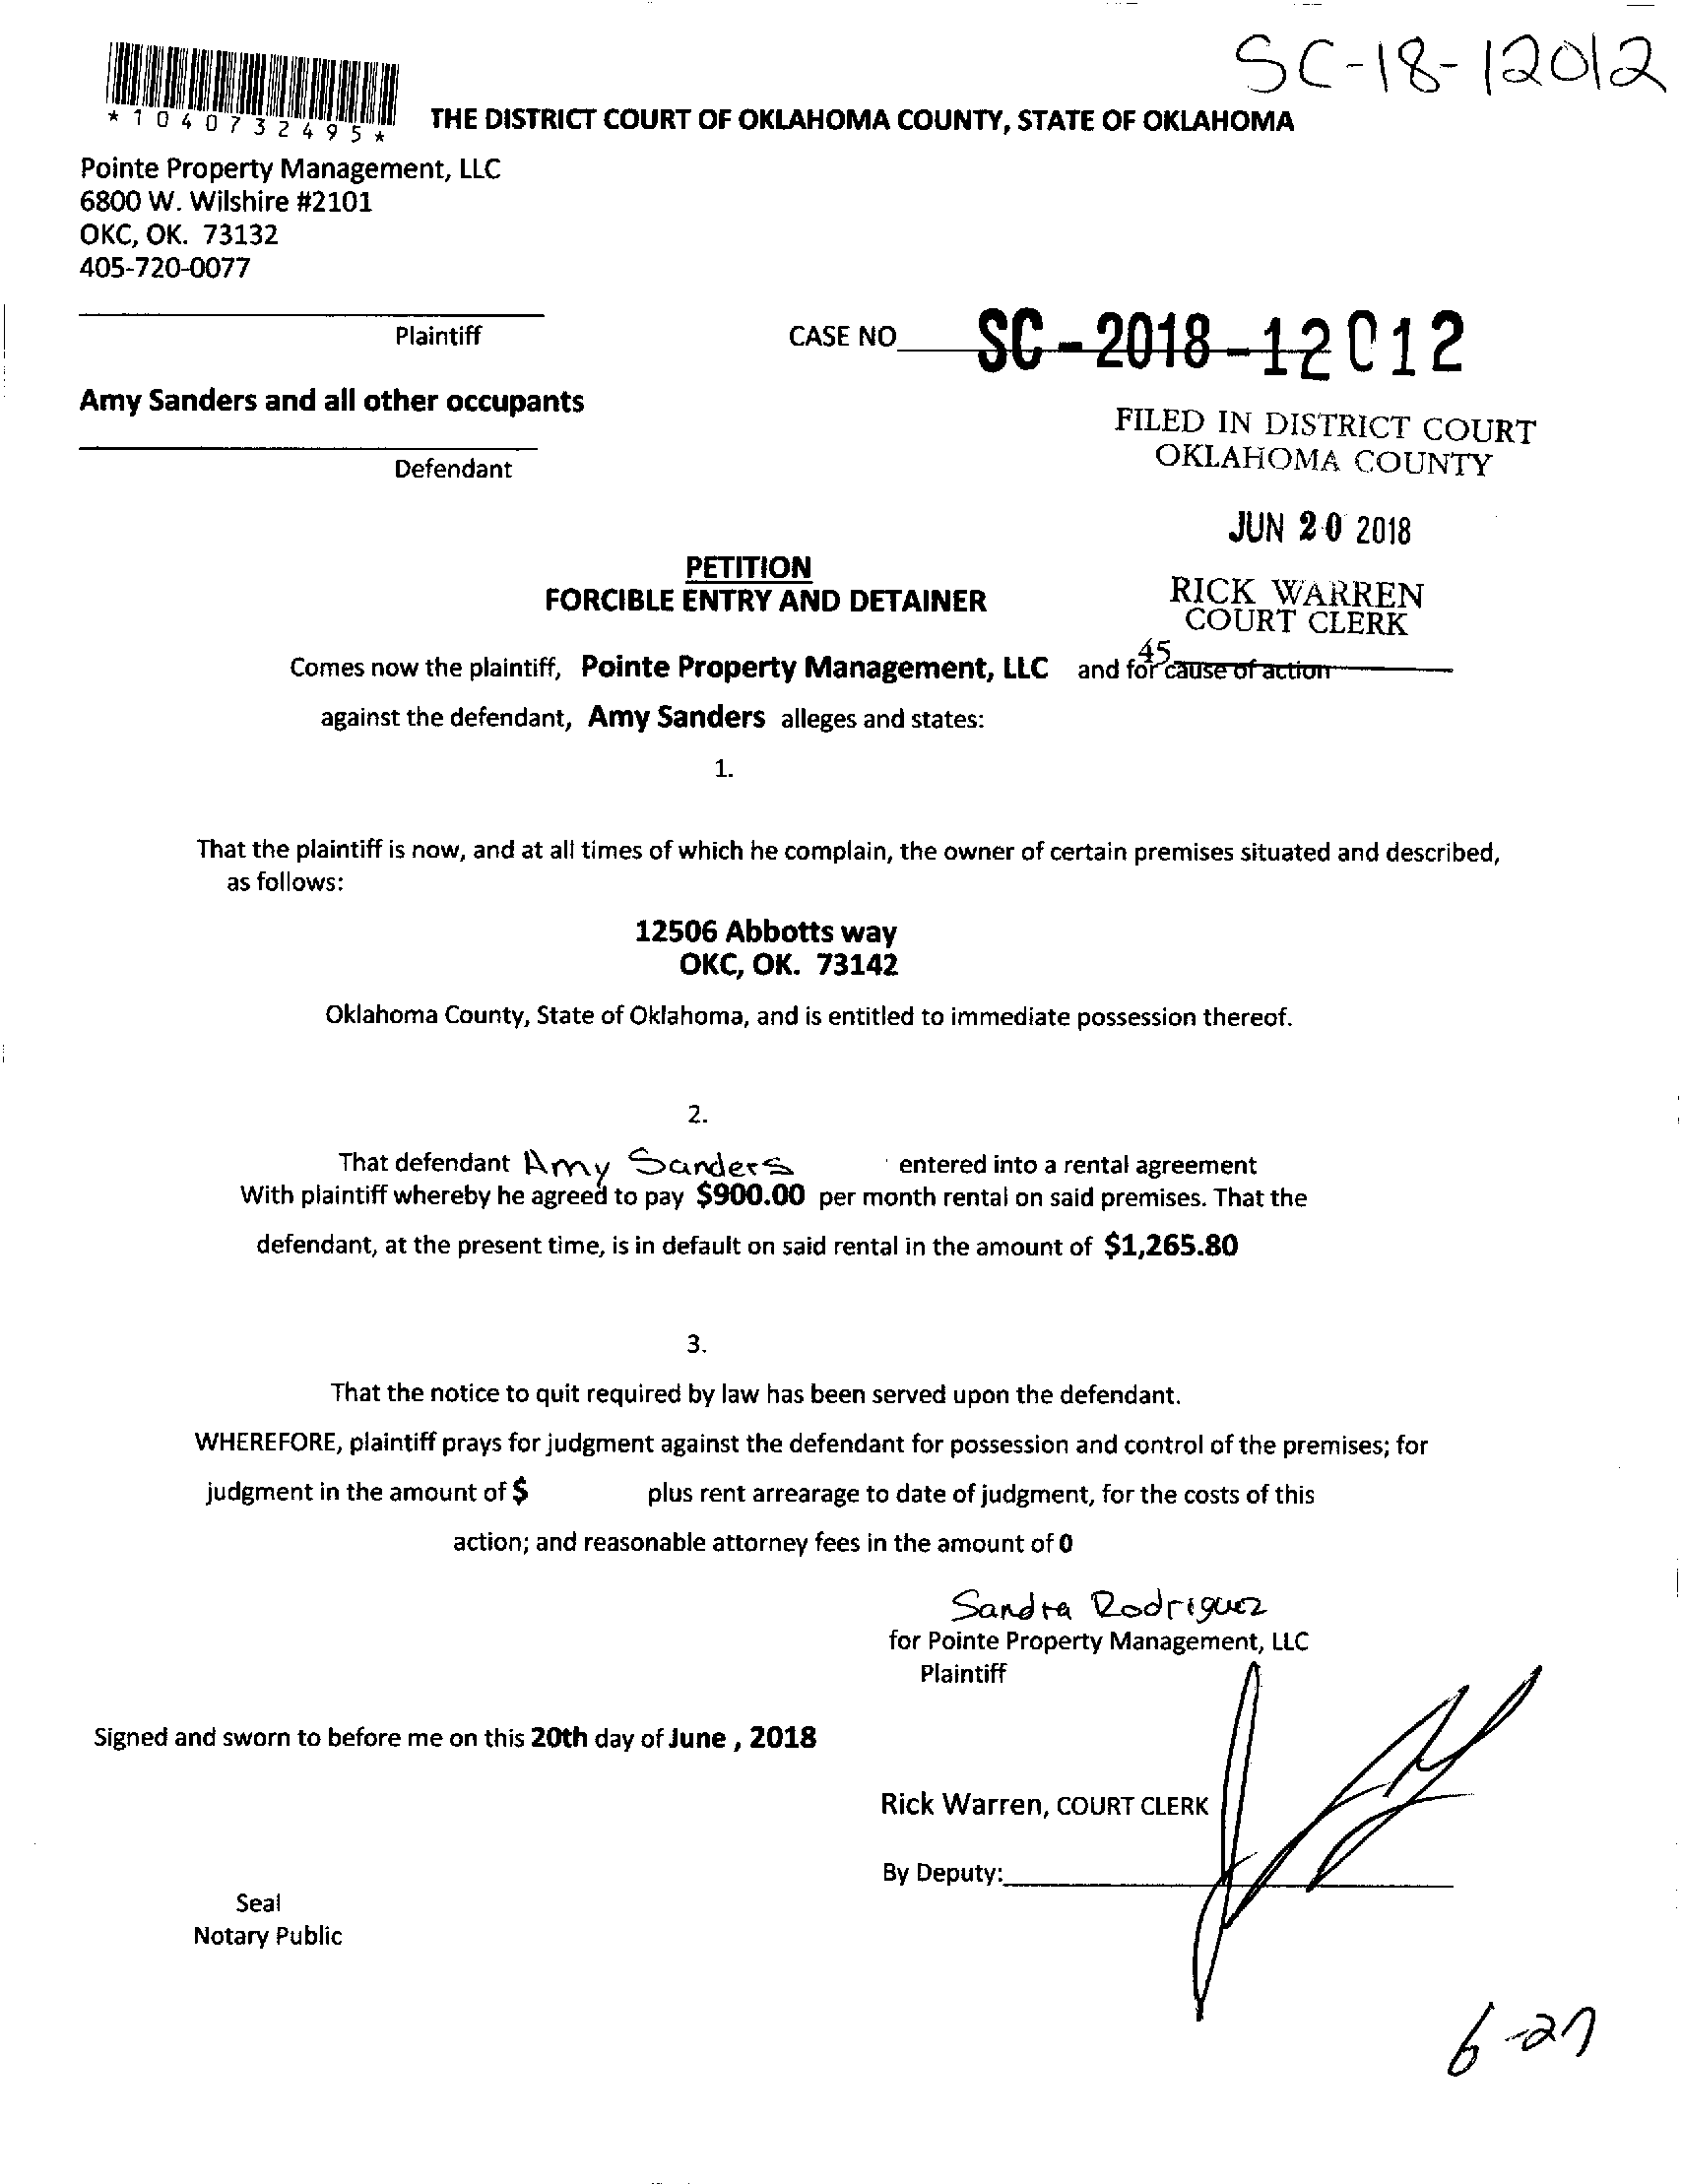 SC-18-12012
*1040732495*
THE DISTRICT COURT OF OKLAHOMA COUNTY, STATE OF OKLAHOMA
Pointe Property Management, LLC
6800 W. Wilshire #2101
OKC, OK. 73132
405-720-0077
Plaintiff
CASE NO SC-2018-12012
Amy Sanders and all other occupants
FILED IN DISTRICT COURT
OKLAHOMA COUNTY
Defendant
JUN 20 2018
PETITION
FORCIBLE ENTRY AND DETAINER
RICK WARREN
COURT CLERK
45
Comes now the plaintiff, Pointe Property Management, LLC and for cause of action
against the defendant, Amy Sanders alleges and states:
1.
That the plaintiff is now, and at all times of which he complain, the owner of certain premises situated and described,
as follows:
12506 Abbotts way
OKC, OK. 73142
Oklahoma County, State of Oklahoma, and is entitled to immediate possession thereof.
2.
That defendant Amy Sanders entered into a rental agreement
With plaintiff whereby he agreed to pay $900.00 per month rental on said premises. That the
defendant, at the present time, is in default on said rental in the amount of $1,265.80
3.
That the notice to quit required by law has been served upon the defendant.
WHEREFORE, plaintiff prays for judgment against the defendant for possession and control of the premises; for
judgment in the amount of $ plus rent arrearage to date of judgment, for the costs of this
action; and reasonable attorney fees in the amount of 0
Sandra Rodriguez
for Pointe Property Management, LLC
Plaintiff
Signed and sworn to before me on this 20th day of June , 2018
Rick Warren, COURT CLERK
By Deputy:
Seal
Notary Public
6-27